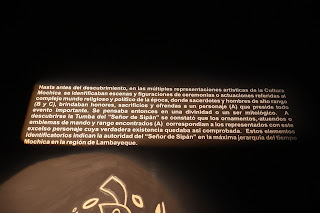 Hasta antes del descubrimiento, en las múltiples representaciones artísticas de la Cultura
Mochica se identificaban escenas y figuraciones de ceremonias o actuaciones referidas al
complejo mundo religioso y político de la época, donde sacerdotes y hombres de alto rango
(B y C), brindaban honores, sacrificios y ofrendas a un personaje (A) que preside todo
evento importante. Se pensaba entonces en una divinidad o un ser mitológico. A
descubrirse la Tumba del "Señor de Sipán" se constató que los ornamentos, atuendos o
emblemas de mando y rango encontrados (A) correspondían a los representados con este
excelso personaje cuya verdadera existencia quedaba así comprobada. Estos elementos
identificatorios indican la autoridad del "Señor de Sipán" en la máxima jerarquía del tiempo
Mochica en la región de Lambayeque.